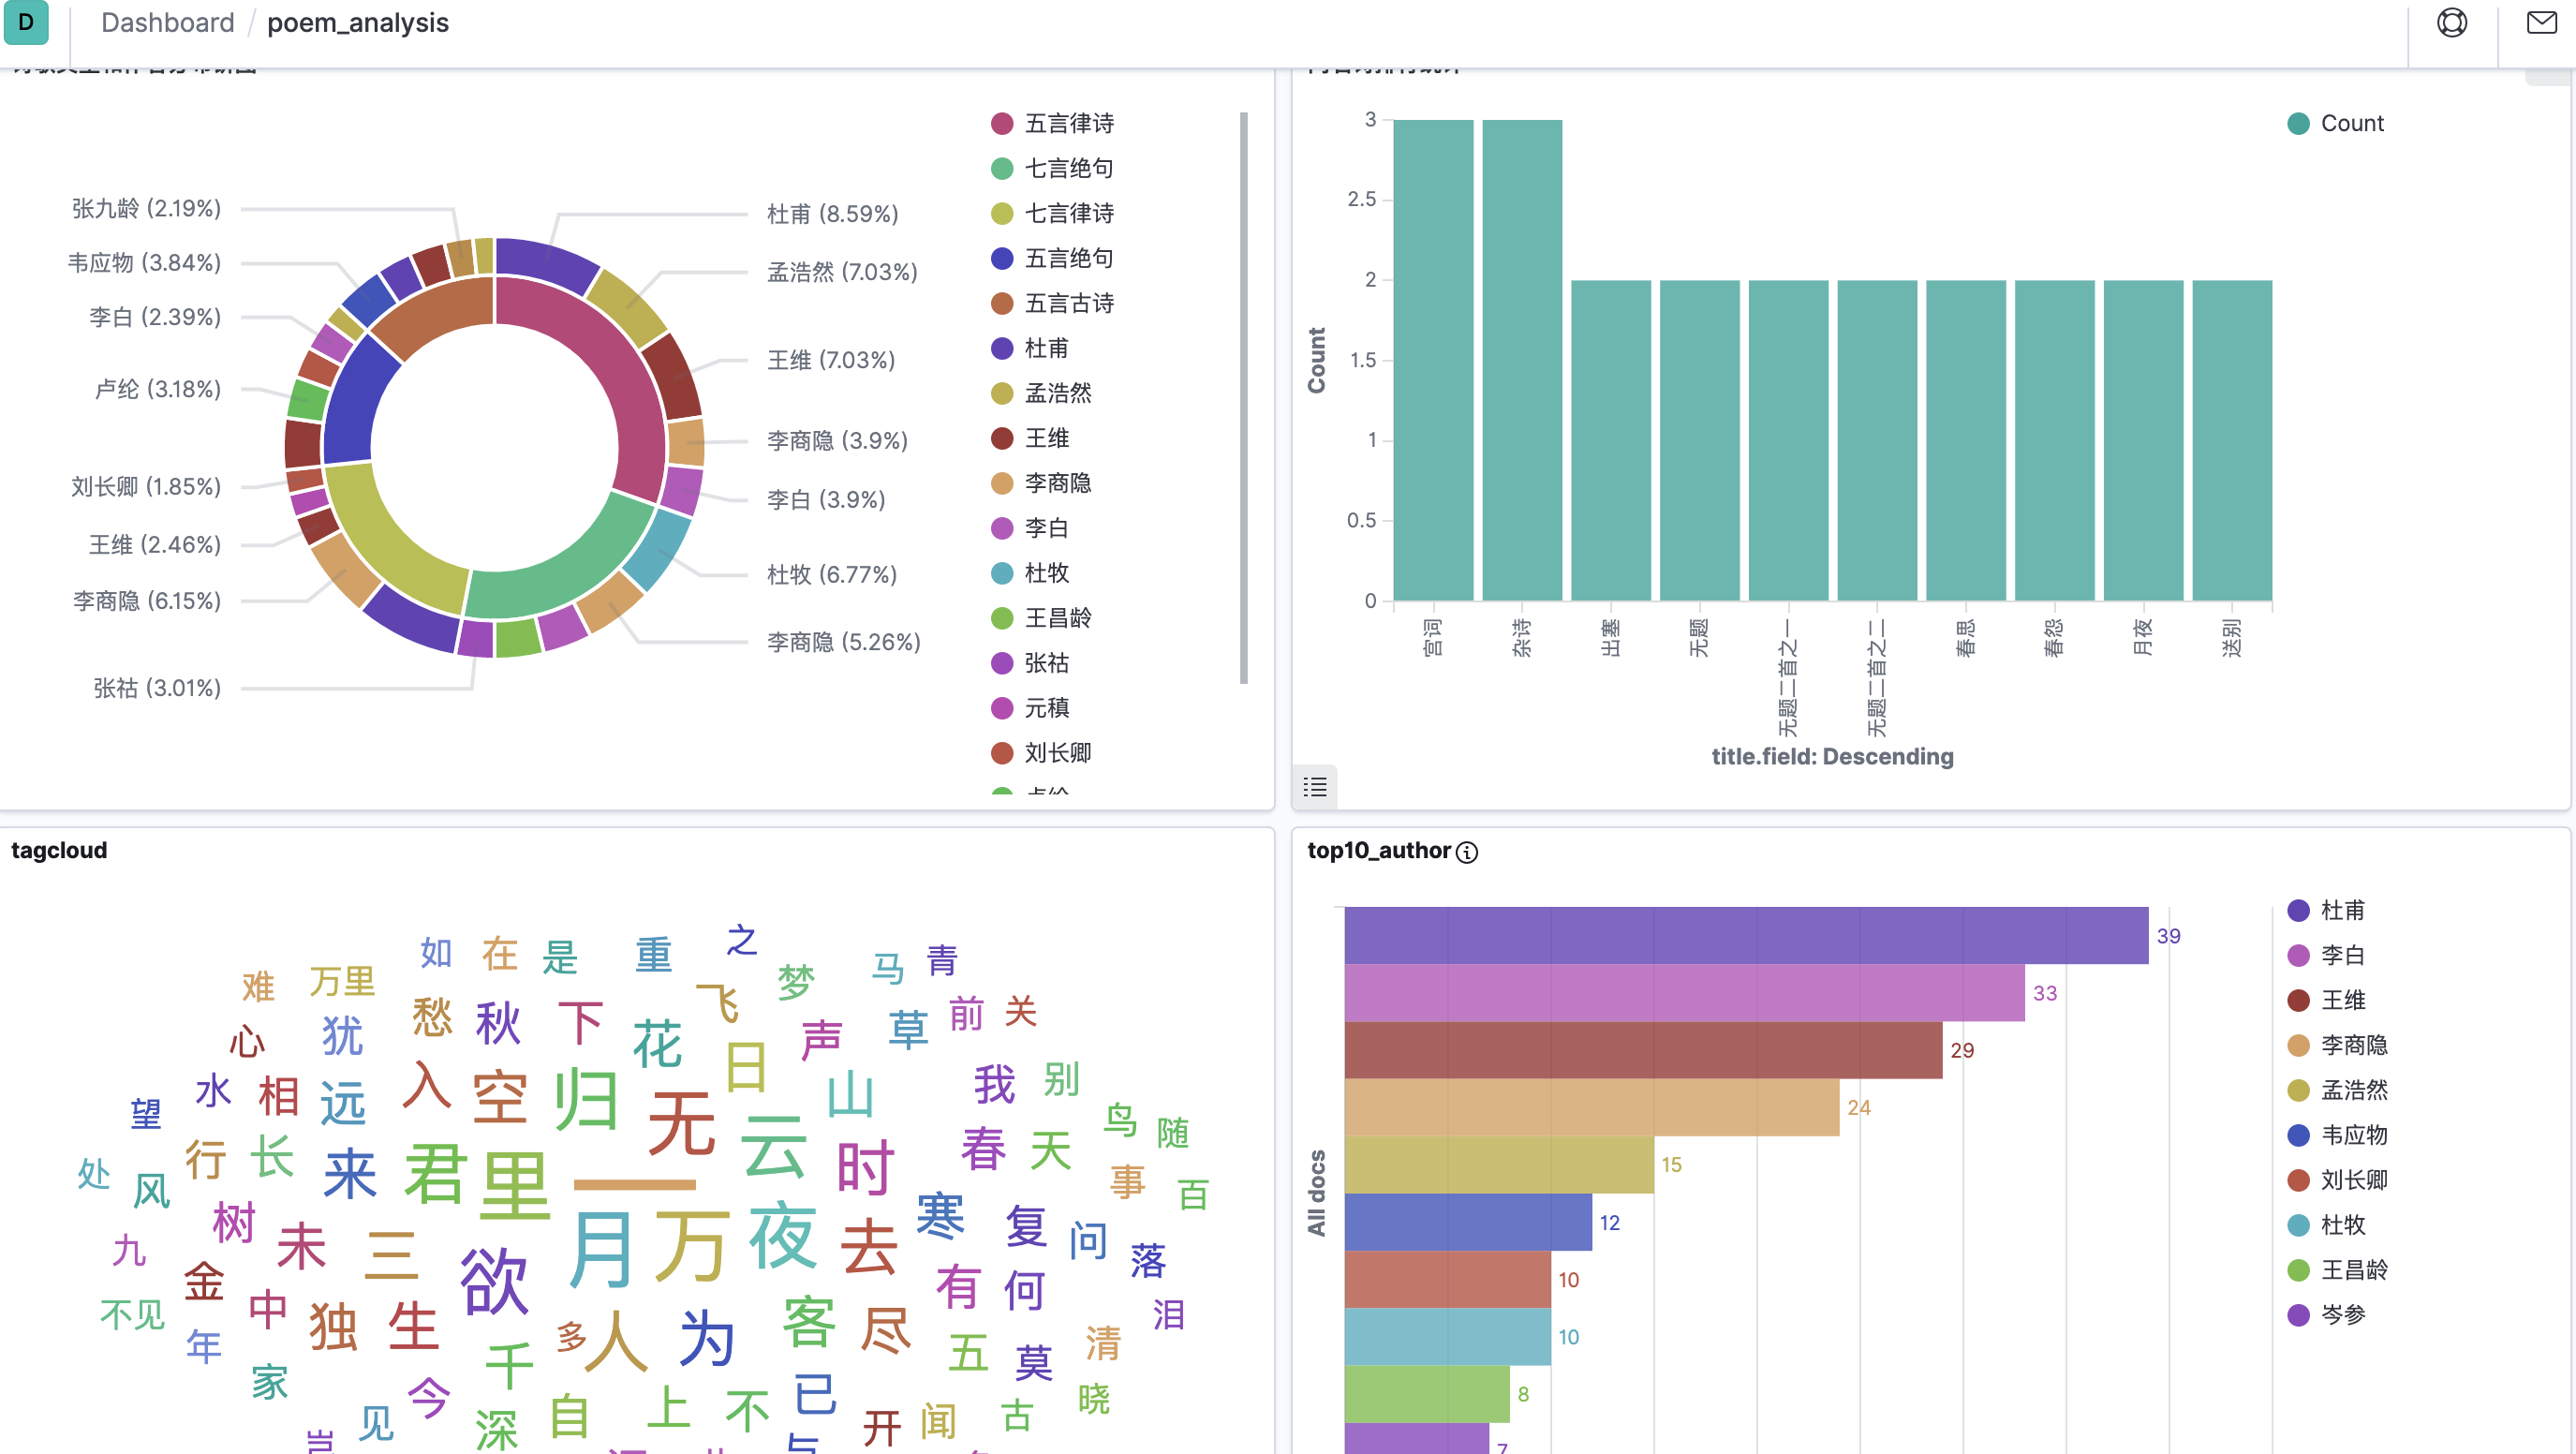 D
Dashboard / poem_analysis
五言律诗
七言绝句
七言律诗
五言绝句
五言古诗
杜甫
孟浩然
王维
李商隐
李白
杜牧
王昌龄
张祜
元稹
刘长卿
张九龄 (2.19%)
韦应物 (3.84%)
李白 (2.39%)
卢纶 (3.18%)
刘长卿 (1.85%)
王维 (2.46%)
李商隐 (6.15%)
张祜 (3.01%)
杜甫 (8.59%)
孟浩然 (7.03%)
王维 (7.03%)
李商隐 (3.9%)
李白 (3.9%)
杜牧 (6.77%)
李商隐 (5.26%)
Count
3
2.5
2
1.5
1
0.5
0
Count
宫词
杂诗
出塞
无题
无题二首之一
无题二首之二
春思
春怨
月夜
送别
title.field: Descending
tagcloud
如 在 是 重 之
难 万里 梦 马 青
愁 秋 下 飞 前 关
心 犹 花 声 草
日
水 相 远 入 空 归 山 我 别
望 无 鸟 随
行 长 来 君 里 一 云 时 春 天
处 风 事 百
树 未 三 月 万 夜 去 寒 复 问 落
九 金 欲 有 何
不见 中 独 生 客 尽 泪
年 千 多 人 为 五 莫 清
家 今 上 不 已 晓
见 深 自 开 闻 古
岂
top10_author
All docs
39
33
29
24
15
12
10
10
8
7
杜甫
李白
王维
李商隐
孟浩然
韦应物
刘长卿
杜牧
王昌龄
岑参